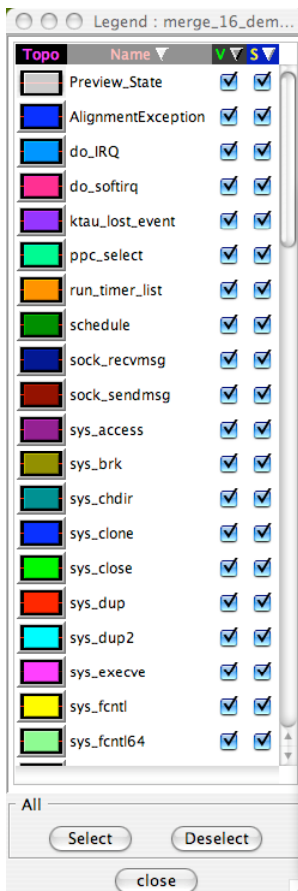 Legend : merge_16_dem...
Topo Name V S
Preview_State
AlignmentException
do_IRQ
do_softirq
ktau_lost_event
ppc_select
run_timer_list
schedule
sock_recvmsg
sock_sendmsg
sys_access
sys_brk
sys_chdir
sys_clone
sys_close
sys_dup
sys_dup2
sys_execve
sys_fcntl
sys_fcntl64
All
Select Deselect
close